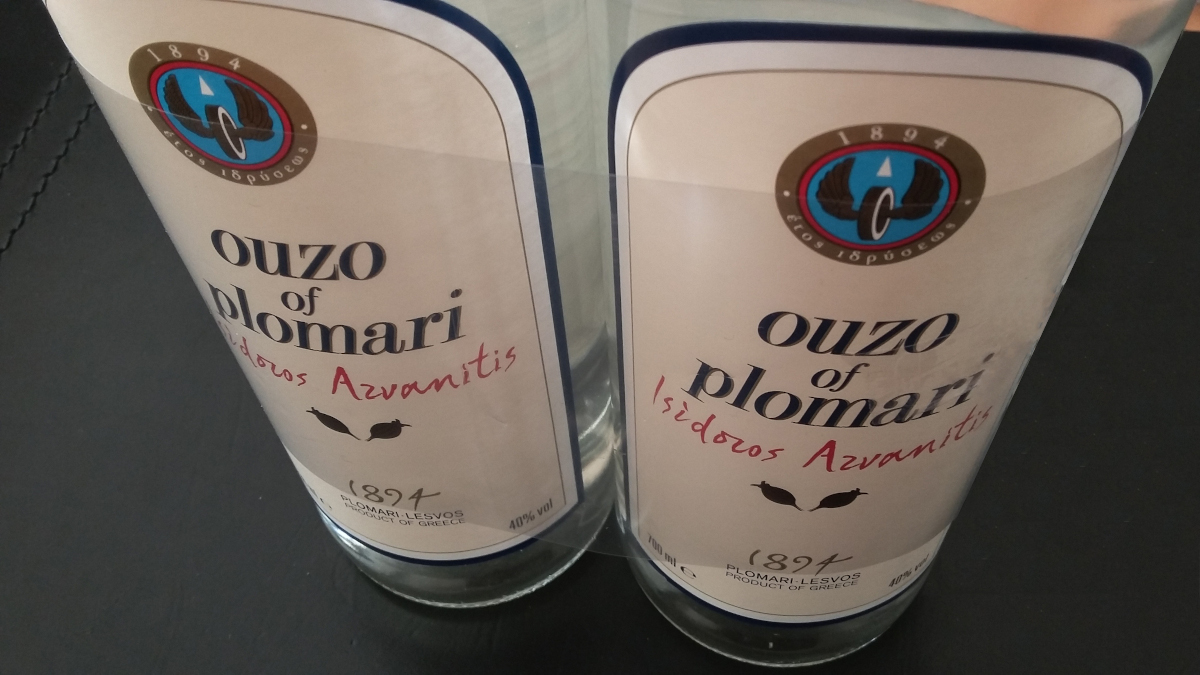 1894
έτος ιδρύσεως
ouzo
of
plomari
Isidoros Arvanitis
1894
PLOMARI-LESVOS
PRODUCT OF GREECE
40% vol
1894
έτος ιδρύσεως
ouzo
of
plomari
Isidoros Arvanitis
700 ml e
1894
PLOMARI-LESVOS
PRODUCT OF GREECE
40% vol